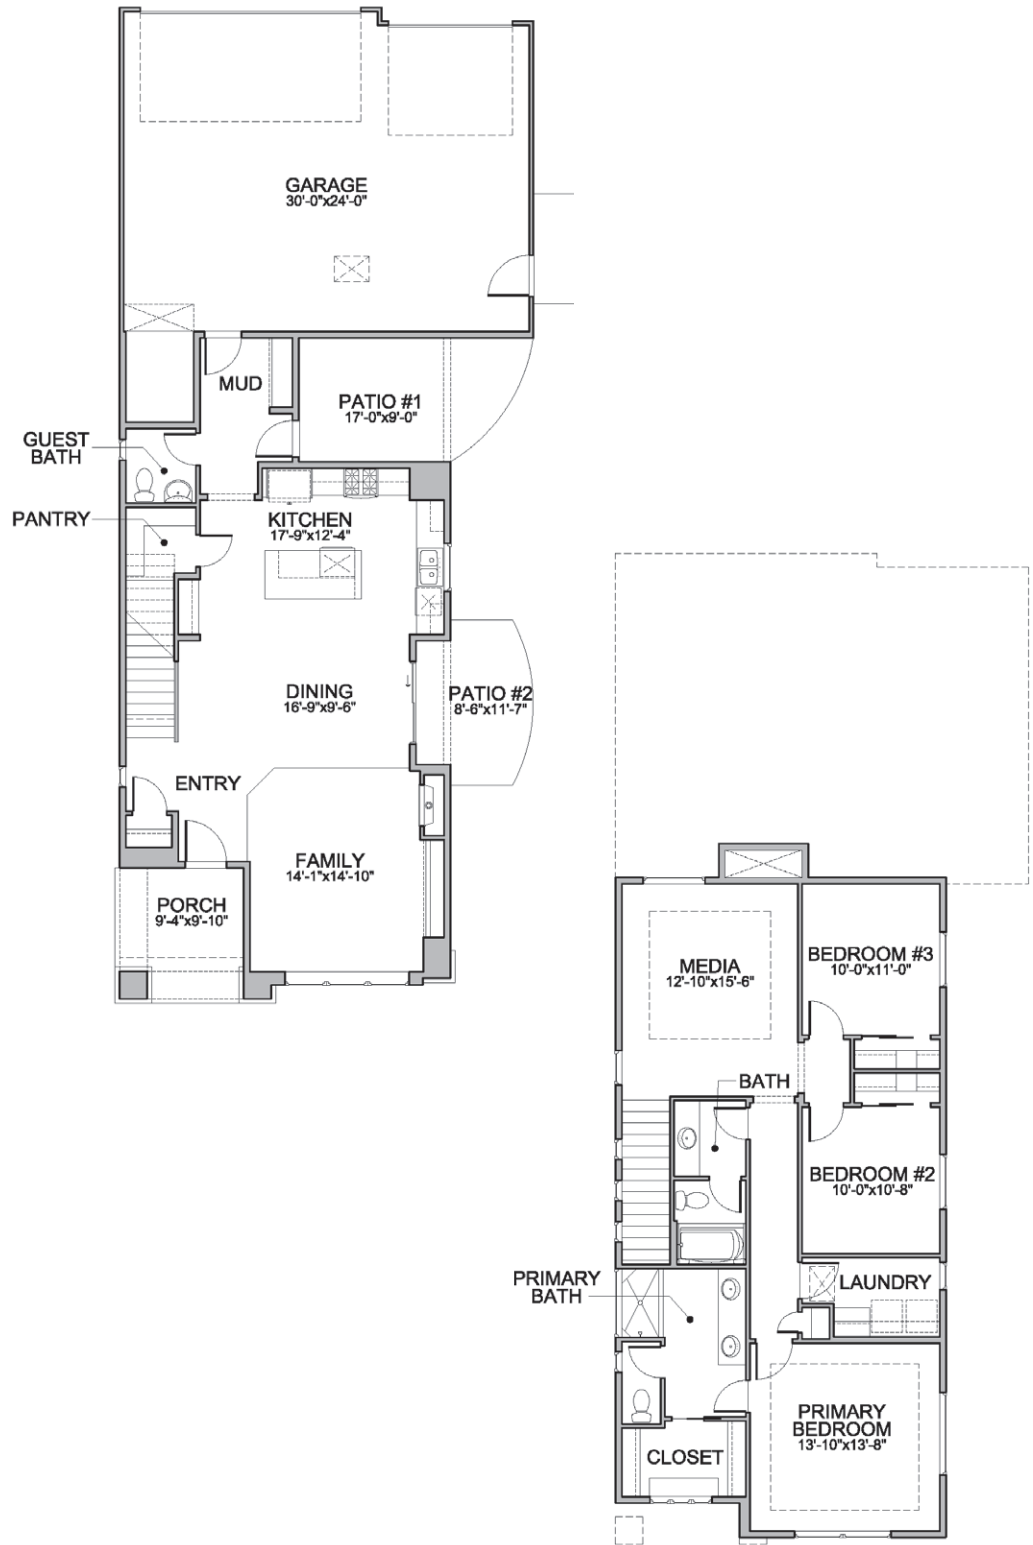 GARAGE
30'-0"x24'-0"
MUD
PATIO #1
17'-0"x9'-0"
GUEST
BATH
PANTRY
KITCHEN
17'-9"x12'-4"
DINING
16'-9"x9'-6"
PATIO #2
8'-6"x11'-7"
ENTRY
FAMILY
14'-1"x14'-10"
PORCH
9'-4"x9'-10"
MEDIA
12'-10"x15'-6"
BEDROOM #3
10'-0"x11'-0"
BATH
BEDROOM #2
10'-0"x10'-8"
PRIMARY
BATH
LAUNDRY
PRIMARY
BEDROOM
13'-10"x13'-8"
CLOSET